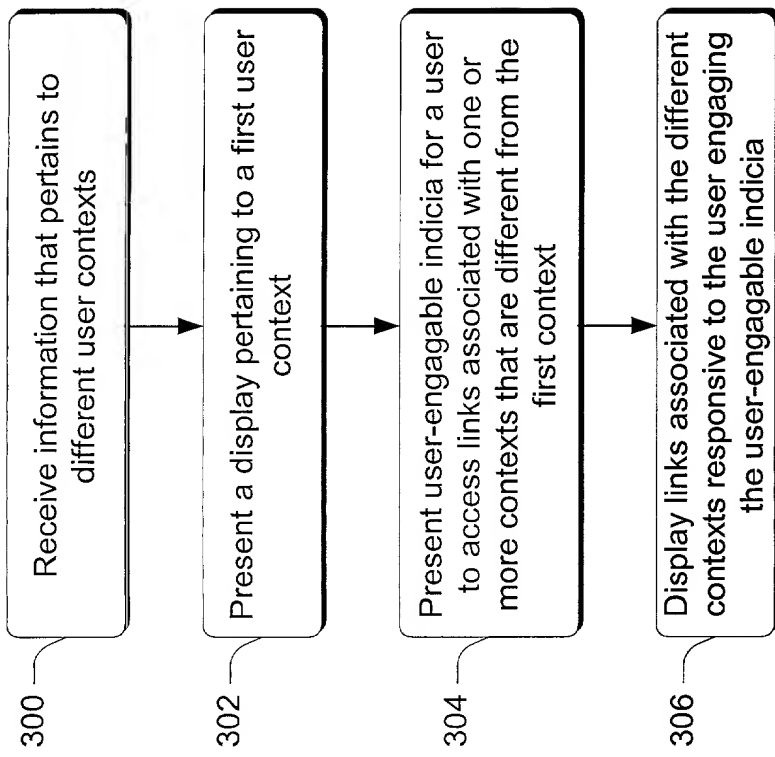 300
Receive information that pertains to
different user contexts
302
Present a display pertaining to a first user
context
304
Present user-engagable indicia for a user
to access links associated with one or
more contexts that are different from the
first context
306
Display links associated with the different
contexts responsive to the user engaging
the user-engagable indicia